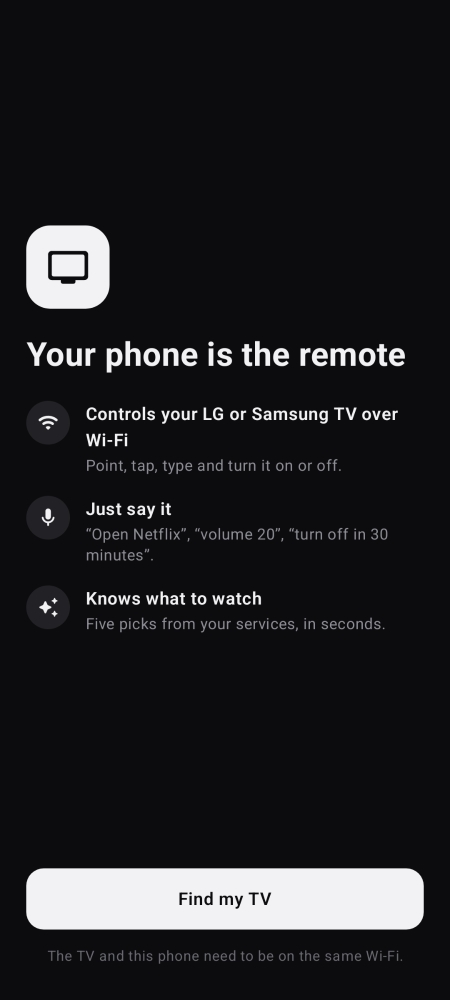 Your phone is the remote
Controls your LG or Samsung TV over
Wi-Fi
Point, tap, type and turn it on or off.
Just say it
“Open Netflix”, “volume 20”, “turn off in 30
minutes”.
Knows what to watch
Five picks from your services, in seconds.
Find my TV
The TV and this phone need to be on the same Wi-Fi.